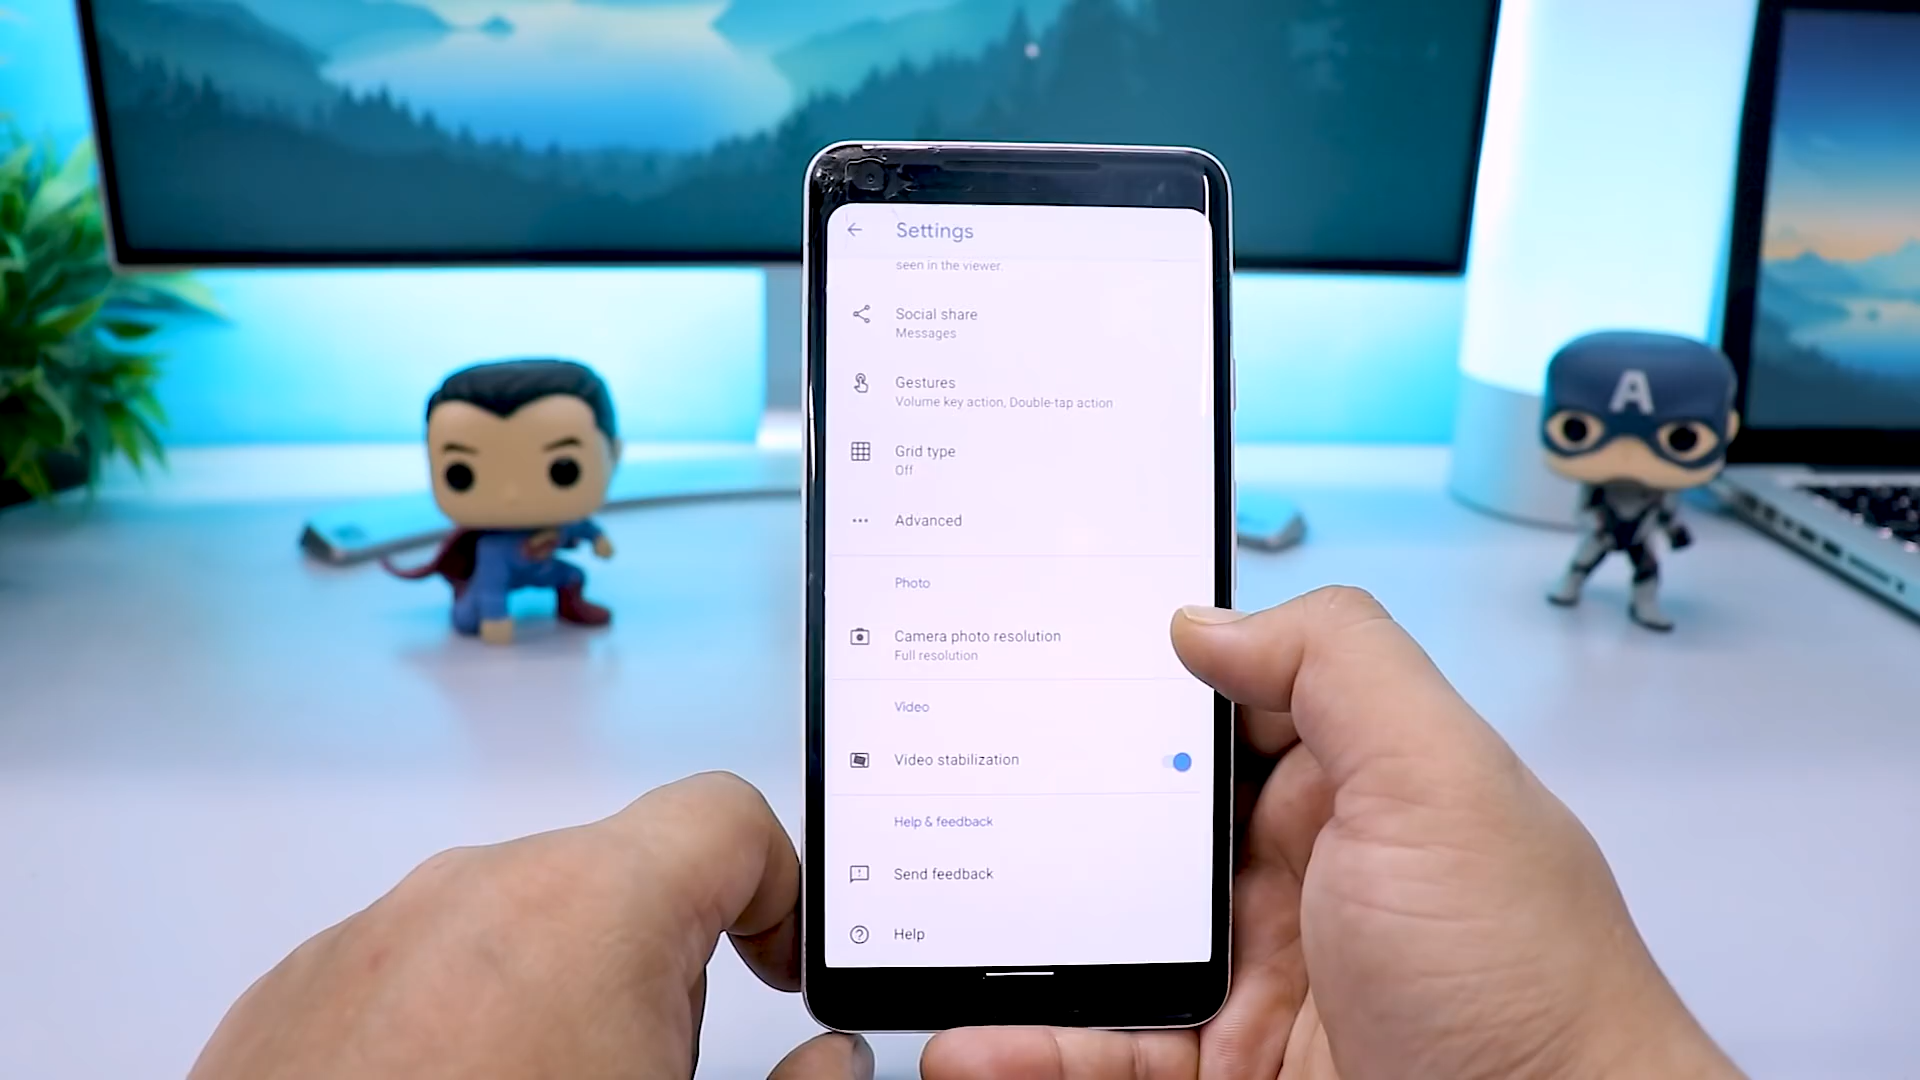 Settings
seen in the viewer.
Social share
Messages
Gestures
Volume key action, Double-tap action
Grid type
Off
Advanced
Photo
Camera photo resolution
Full resolution
Video
Video stabilization
Help & feedback
Send feedback
Help
A